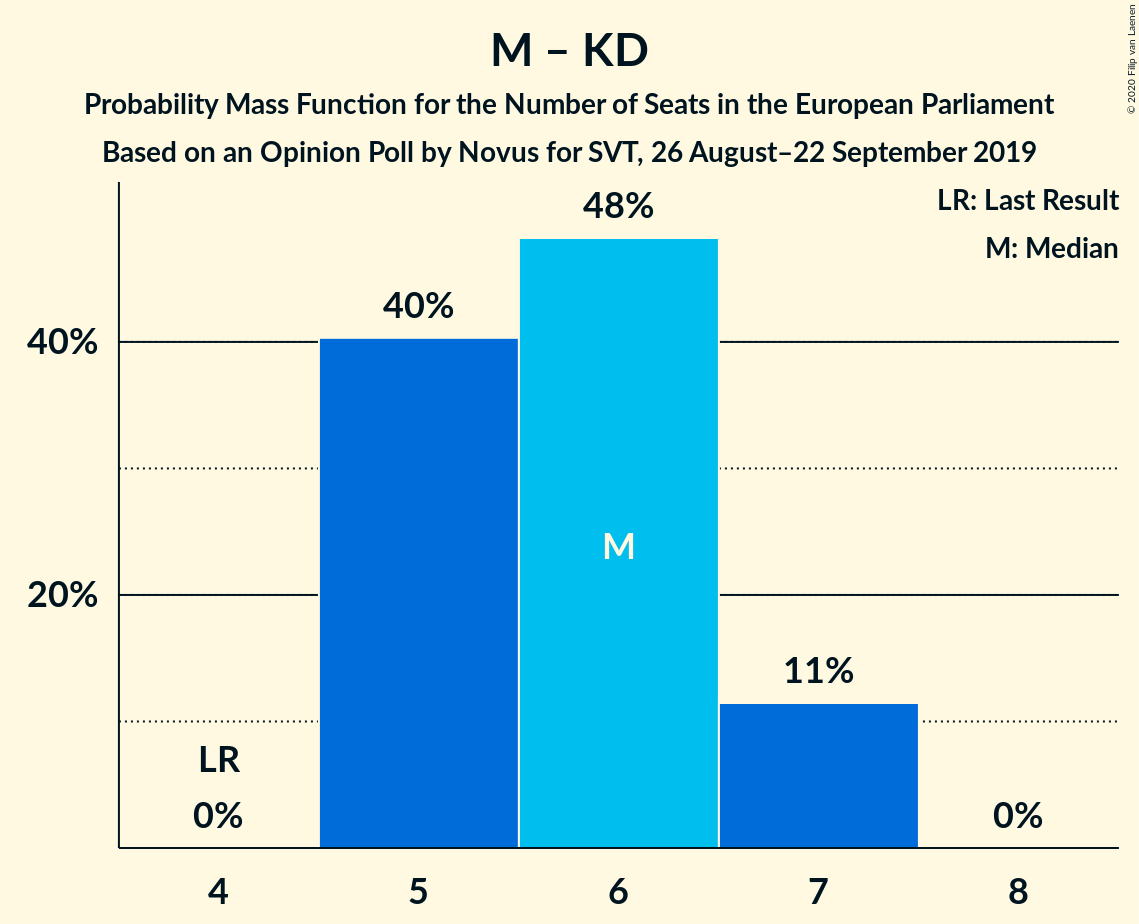 M – KD
Probability Mass Function for the Number of Seats in the European Parliament
Based on an Opinion Poll by Novus for SVT, 26 August–22 September 2019
© 2020 Filip van Laenen
LR: Last Result
M: Median
48%
40%
40%
M
20%
11%
LR
0%
0%
4
5
6
7
8